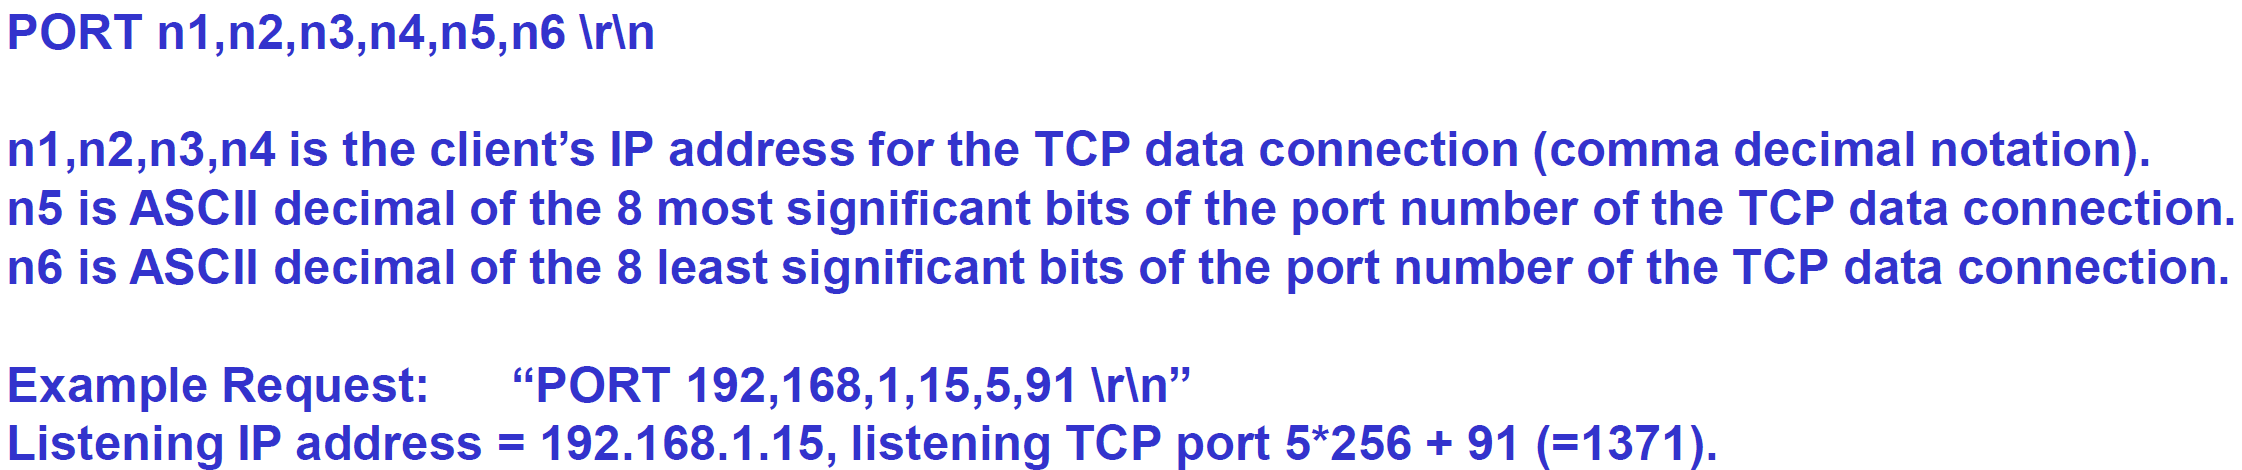 PORT n1,n2,n3,n4,n5,n6 \r\n
n1,n2,n3,n4 is the client’s IP address for the TCP data connection (comma decimal notation).
n5 is ASCII decimal of the 8 most significant bits of the port number of the TCP data connection.
n6 is ASCII decimal of the 8 least significant bits of the port number of the TCP data connection.
Example Request: “PORT 192,168,1,15,5,91 \r\n”
Listening IP address = 192.168.1.15, listening TCP port 5*256 + 91 (=1371).